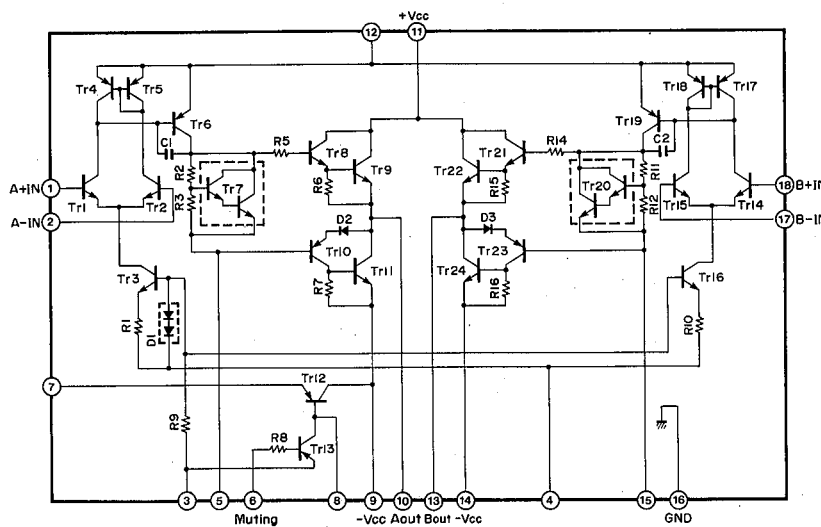 +Vcc
12 11
Tr4 Tr5
Tr18 Tr17
Tr6
Tr19
C1
C2
R5
R14
Tr8
Tr21
R2
R11
Tr7
Tr20
R6
Tr9
Tr22
R15
1 A+IN
Tr1 Tr2
R3
R12
Tr15 Tr14
18 B+IN
2 A-IN
17 B-IN
D2
D3
Tr10
Tr23
Tr3
R7
Tr11
Tr24
R16
Tr16
R1
D1
R10
7
Tr12
R9
R8
Tr13
3 5 6 8 9 10 13 14 4 15 16
Muting -Vcc Aout Bout -Vcc GND